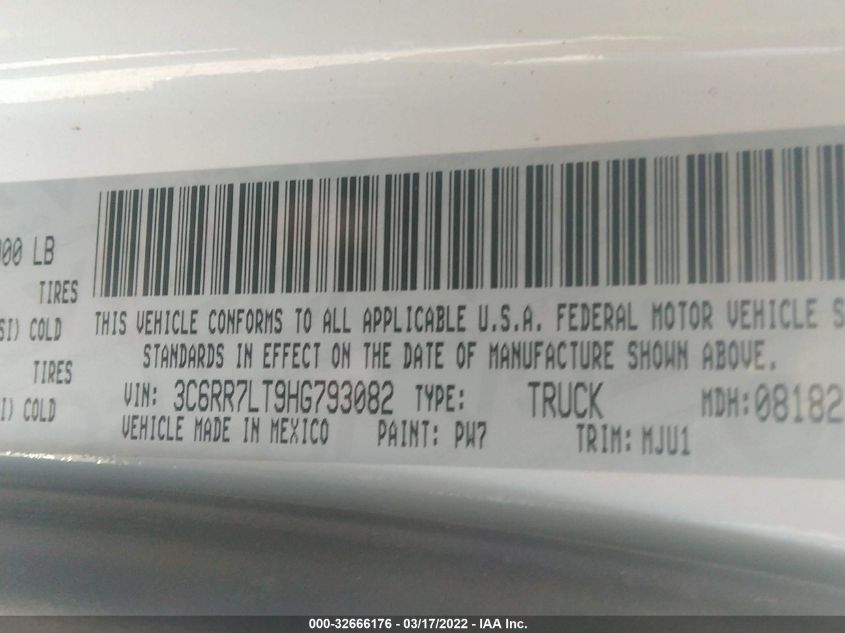 000 LB
TIRES
SI) COLD
TIRES
I) COLD
THIS VEHICLE CONFORMS TO ALL APPLICABLE U.S.A. FEDERAL MOTOR VEHICLE S
STANDARDS IN EFFECT ON THE DATE OF MANUFACTURE SHOWN ABOVE.
VIN: 3C6RR7LT9HG793082 TYPE: TRUCK MDH:08182
VEHICLE MADE IN MEXICO PAINT: PW7 TRIM: MJU1
000-32666176 - 03/17/2022 - IAA Inc.